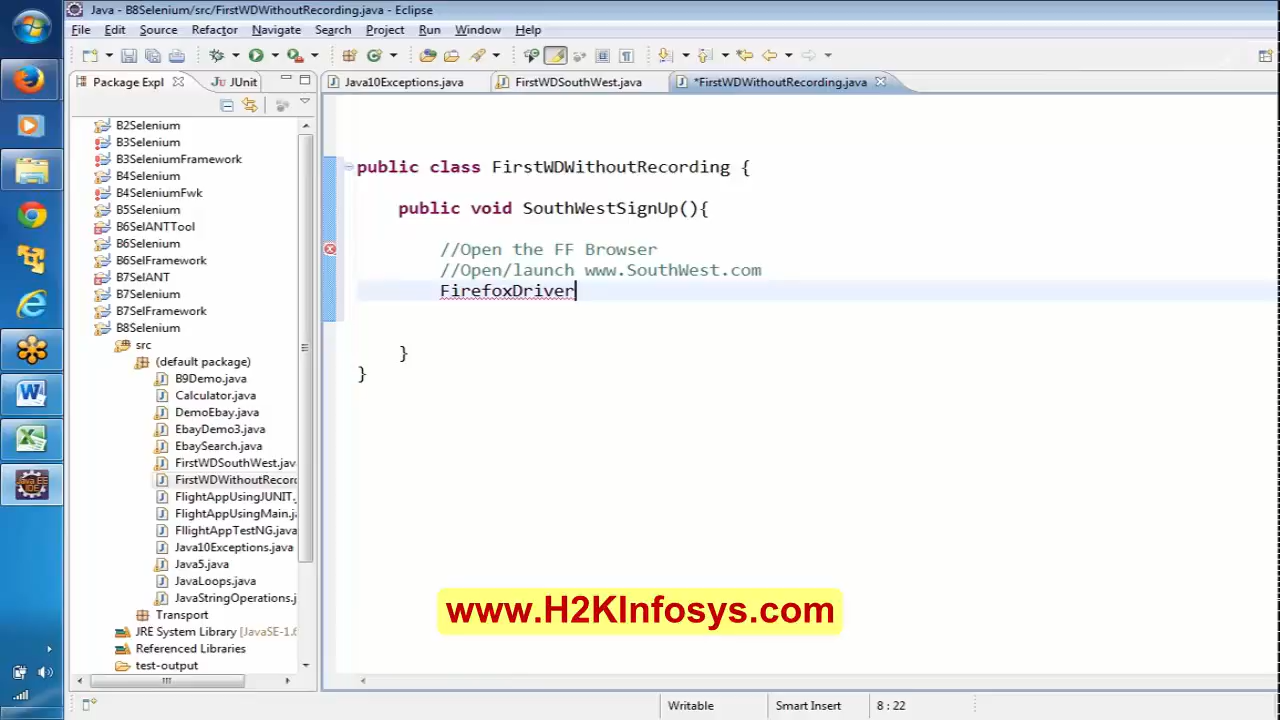 Java - B8Selenium/src/FirstWDWithoutRecording.java - Eclipse
File Edit Source Refactor Navigate Search Project Run Window Help
Package Expl JUnit
Java10Exceptions.java FirstWDSouthWest.java *FirstWDWithoutRecording.java
B2Selenium
B3Selenium
B3SeleniumFramework
B4Selenium
B4SeleniumFwk
B5Selenium
B6SelANTTool
B6Selenium
B6SelFramework
B7SelANT
B7Selenium
B7SelFramework
B8Selenium
src
(default package)
B9Demo.java
Calculator.java
DemoEbay.java
EbayDemo3.java
EbaySearch.java
FirstWDSouthWest.jav
FirstWDWithoutRecord
FlightAppUsingJUNIT.
FlightAppUsingMain.j
FlightAppTestNG.java
Java10Exceptions.java
Java5.java
JavaLoops.java
JavaStringOperations.j
Transport
JRE System Library [JavaSE-1.6
Referenced Libraries
test-output
public class FirstWDWithoutRecording {
public void SouthWestSignUp(){
//Open the FF Browser
//Open/launch www.SouthWest.com
FirefoxDriver
}
}
www.H2KInfosys.com
Writable Smart Insert 8 : 22
Java EE
IDE